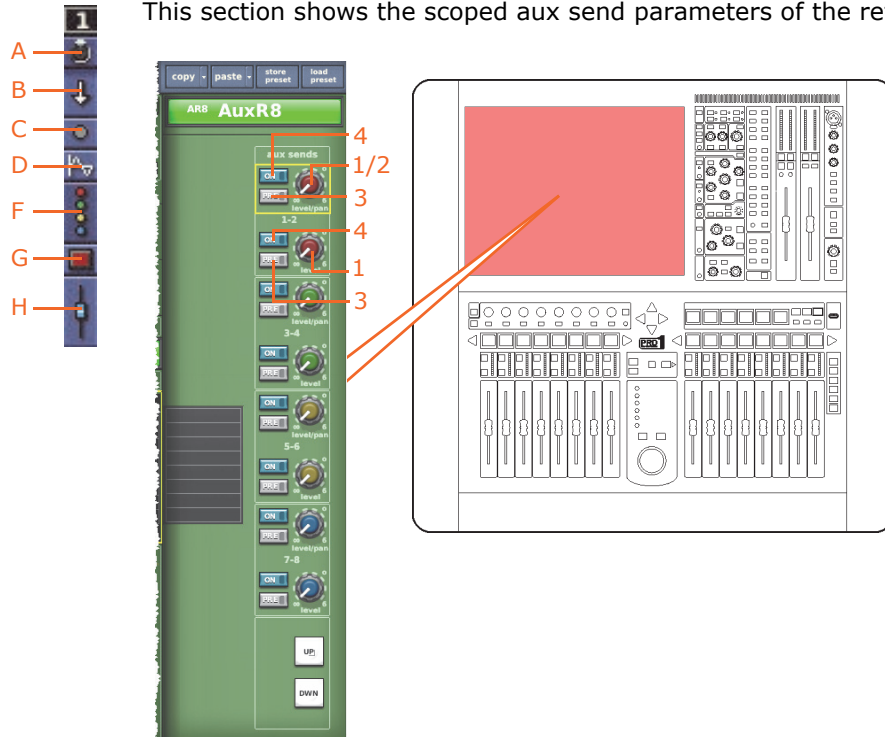 This section shows the scoped aux send parameters of the re
1
A
B
C
D
F
G
H
copy paste store preset load preset
AR8 AuxR8
aux sends
ON
4
1/2
PRE
3
level/pan
1-2
ON
4
PRE
1
level
3
ON
PRE
level/pan
3-4
ON
PRE
level
ON
PRE
level/pan
5-6
ON
PRE
level
ON
PRE
level/pan
7-8
ON
PRE
level
UP
DWN
PRO1